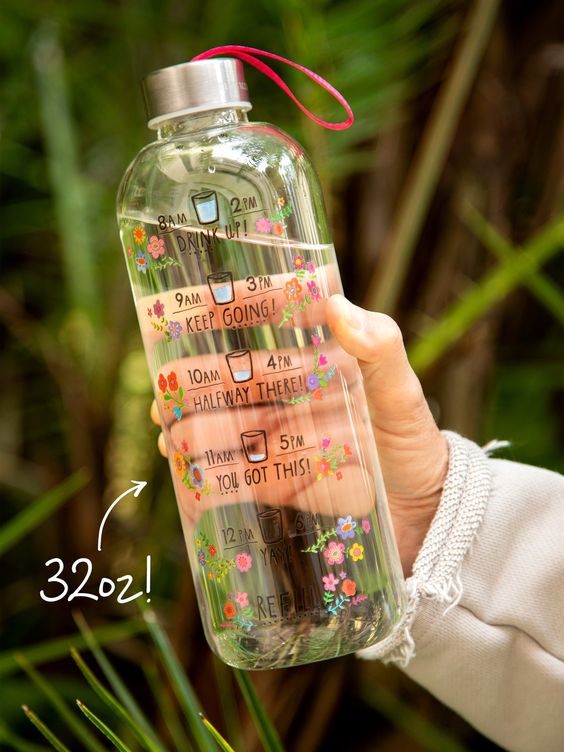 8AM 2PM
DRINK UP!
9AM 3PM
KEEP GOING!
10AM 4PM
HALFWAY THERE!
11AM 5PM
YOU GOT THIS!
12PM 6PM
YAY!
REFILL!
32oz!